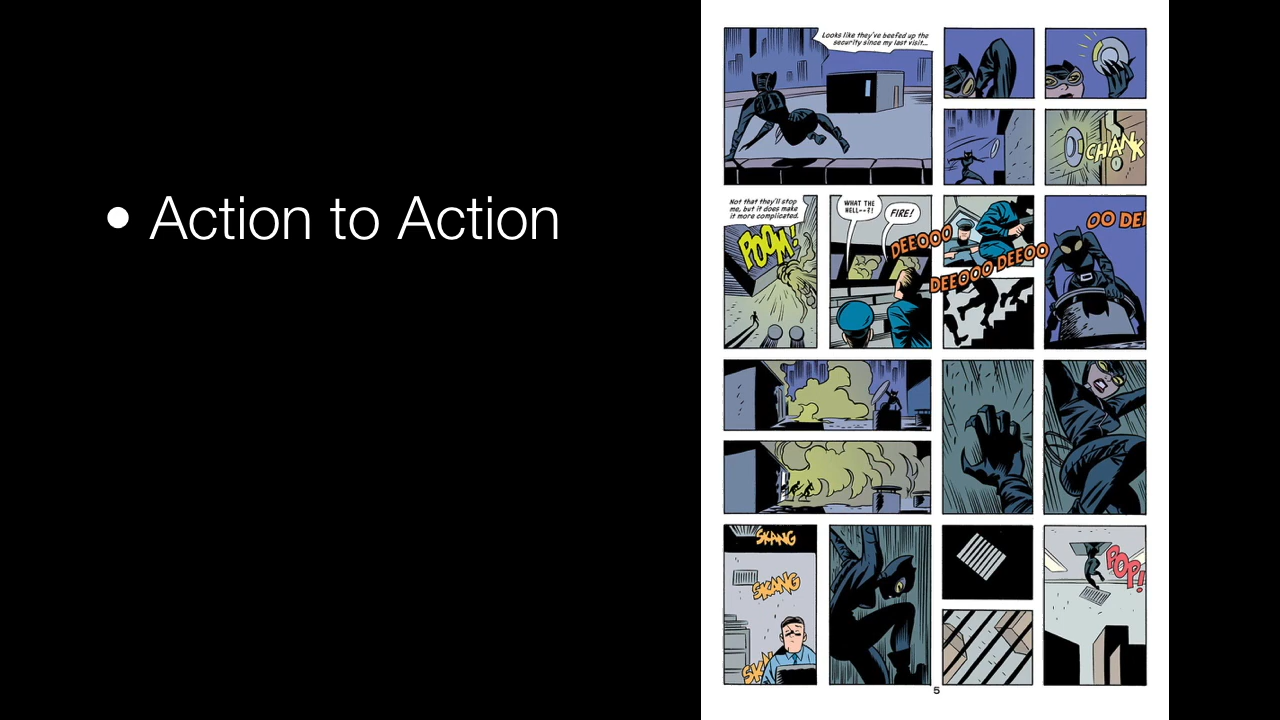 • Action to Action
Looks like they've beefed up the
security since my last visit...
CHANK
Not that they'll stop
me, but it does make
it more complicated.
POOM!
WHAT THE
HELL--?!
FIRE!
DEEOOO
DEEOOO DEEOO
OO DEE
SKANG
SKANG
SKAN
POP!
5